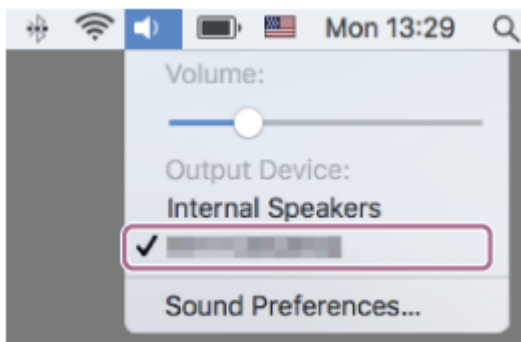 Mon 13:29
Volume:
Output Device:
Internal Speakers
Sound Preferences...